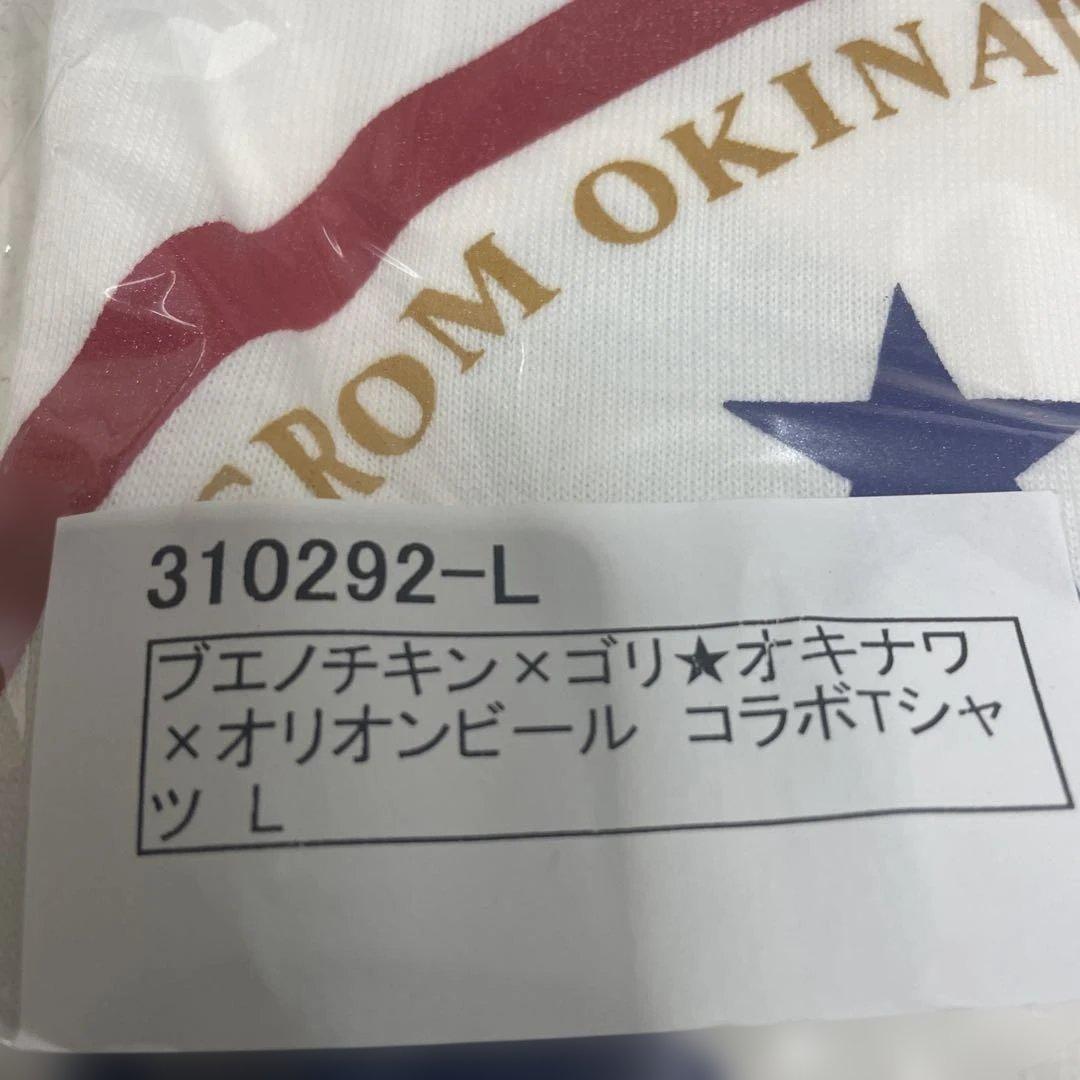 FROM OKINA
310292-L
ブエノチキン×ゴリ★オキナワ
×オリオンビール　コラボTシャ
ツ　L